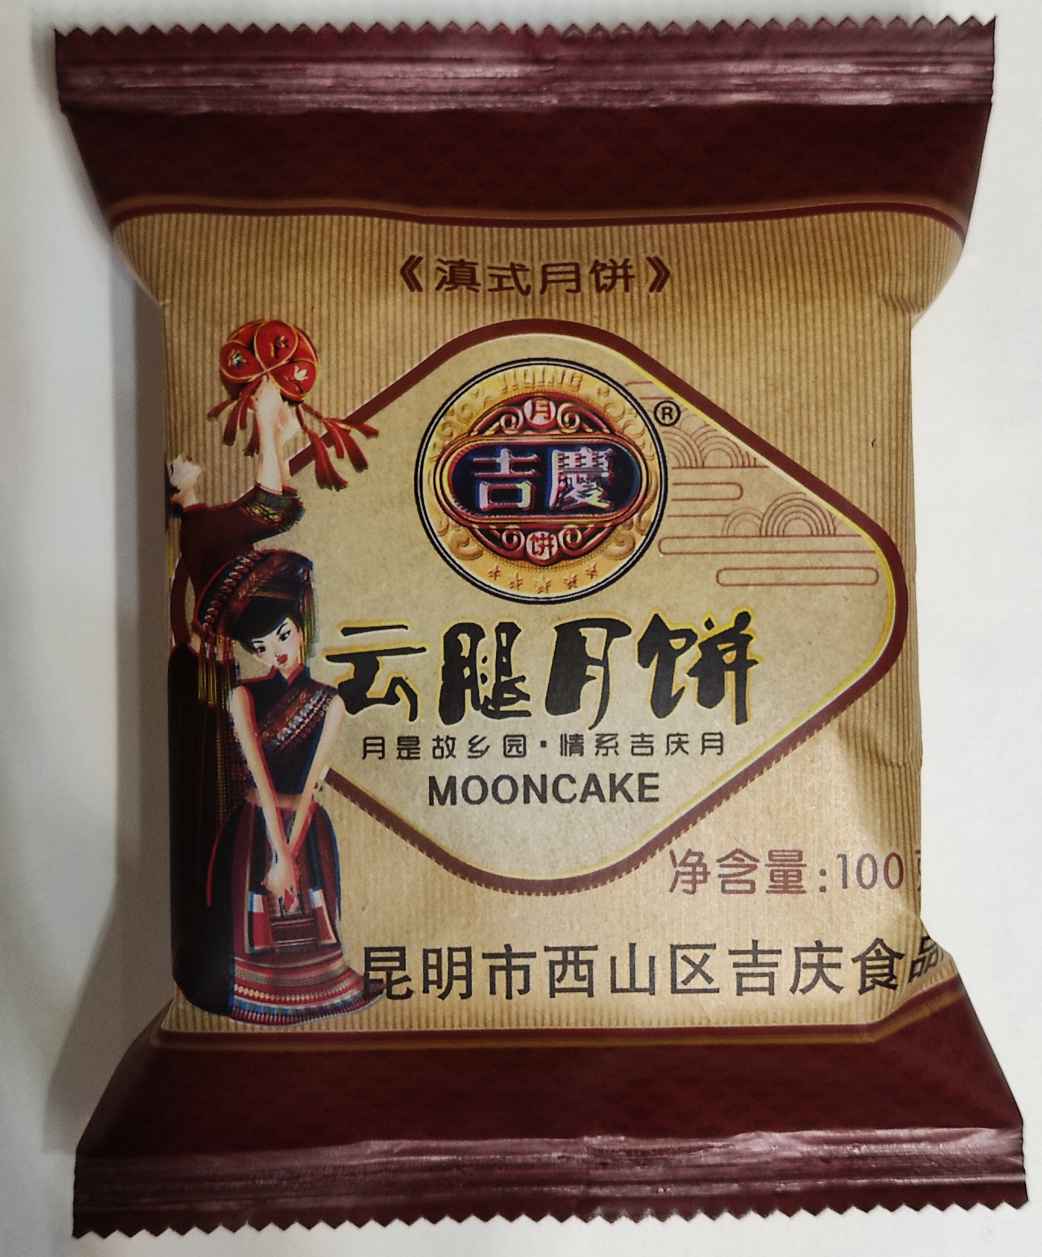 《滇式月饼》
JIQING
月
吉慶
饼
®
云腿月饼
月是故乡园·情系吉庆月
MOONCAKE
净含量:100
昆明市西山区吉庆食品